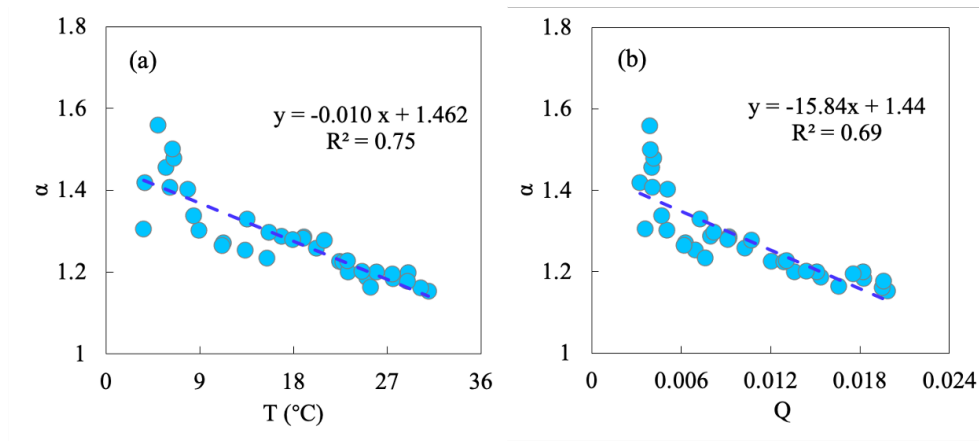 (a)
y = -0.010 x + 1.462
R² = 0.75
α
1.8
1.6
1.4
1.2
1
0
9
18
27
36
T (°C)
(b)
y = -15.84x + 1.44
R² = 0.69
α
1.8
1.6
1.4
1.2
1
0
0.006
0.012
0.018
0.024
Q